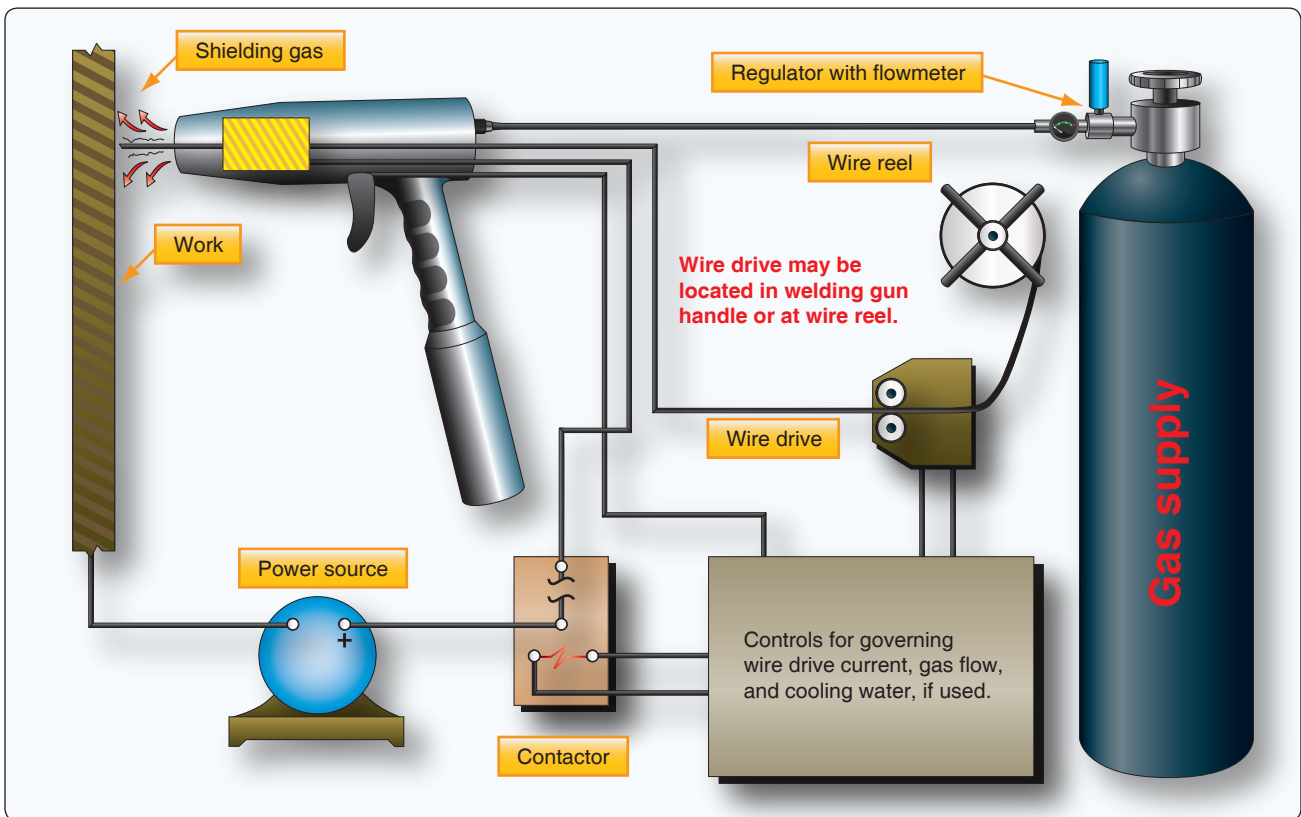 Shielding gas
Regulator with flowmeter
Wire reel
Work
Wire drive may be
located in welding gun
handle or at wire reel.
Wire drive
Gas supply
Power source
+
Controls for governing
wire drive current, gas flow,
and cooling water, if used.
Contactor